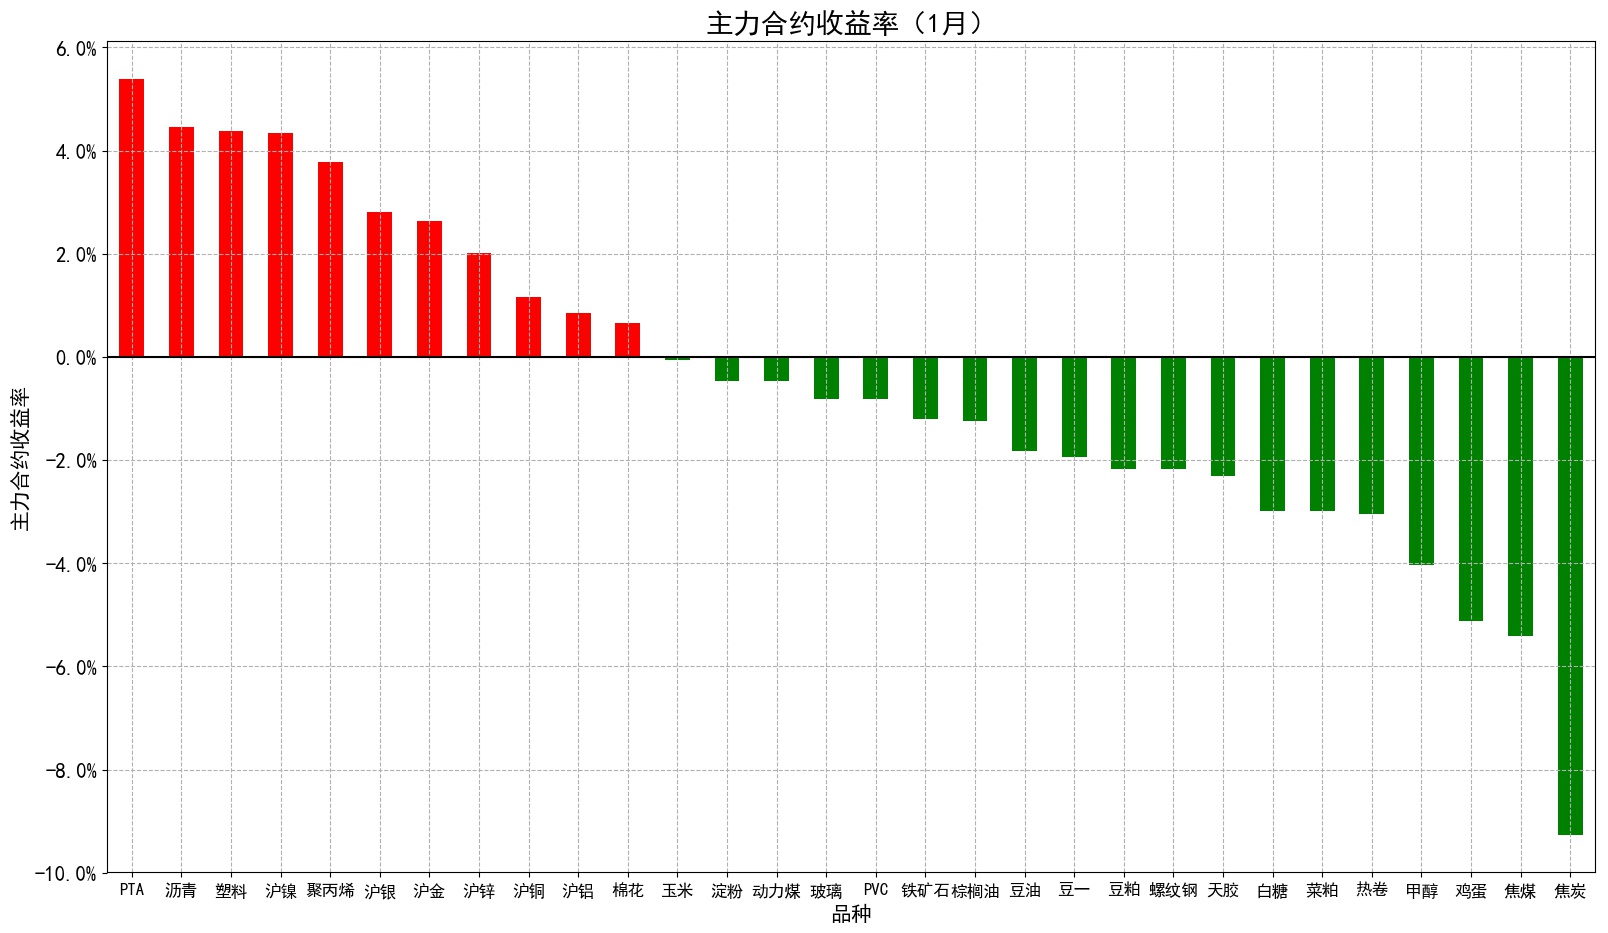 主力合约收益率（1月）
6.0%
4.0%
2.0%
0.0%
−2.0%
−4.0%
−6.0%
−8.0%
−10.0%
主力合约收益率
PTA 沥青 塑料 沪镍 聚丙烯 沪银 沪金 沪锌 沪铜 沪铝 棉花 玉米 淀粉 动力煤 玻璃 PVC 铁矿石 棕榈油 豆油 豆一 豆粕 螺纹钢 天胶 白糖 菜粕 热卷 甲醇 鸡蛋 焦煤 焦炭
品种